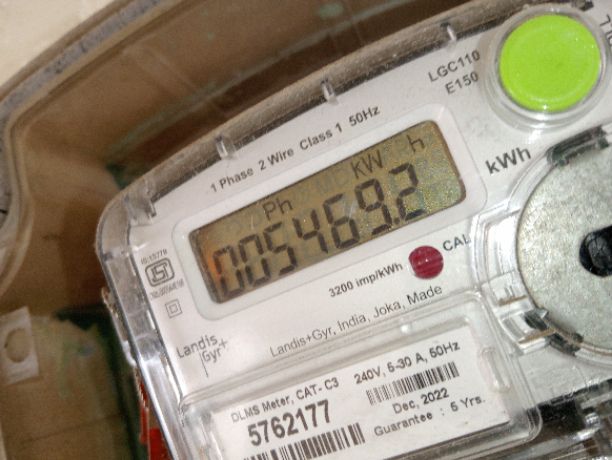 LGC110
E150
1 Phase 2 Wire Class 1 50Hz
kWh
Ph kW h
005469.2
3200 imp/kWh
CAL
Landis
Gyr+
Landis+Gyr, India, Joka, Made
DLMS Meter, CAT- C3 240V, 5-30 A, 50Hz
5762177
Dec, 2022
Guarantee : 5 Yrs.